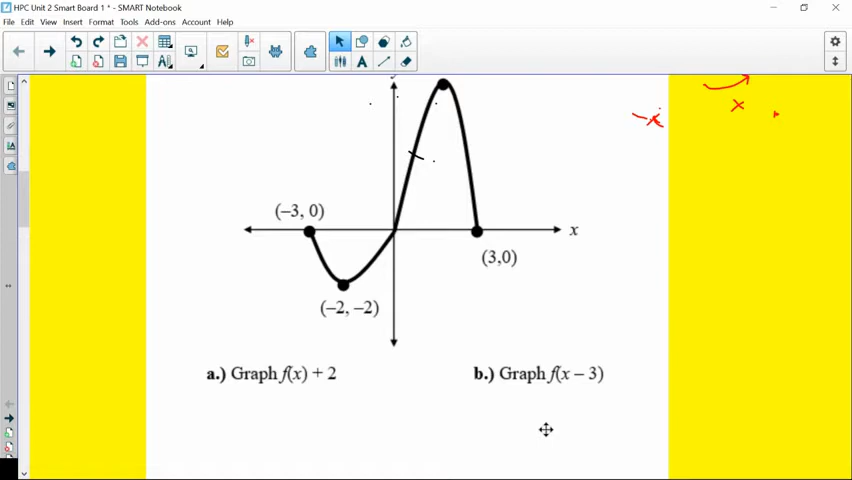 HPC Unit 2 Smart Board 1 * - SMART Notebook
File Edit View Insert Format Tools Add-ons Account Help
-x
x
(−3, 0)
x
(3,0)
(−2, −2)
a.) Graph f(x) + 2
b.) Graph f(x − 3)